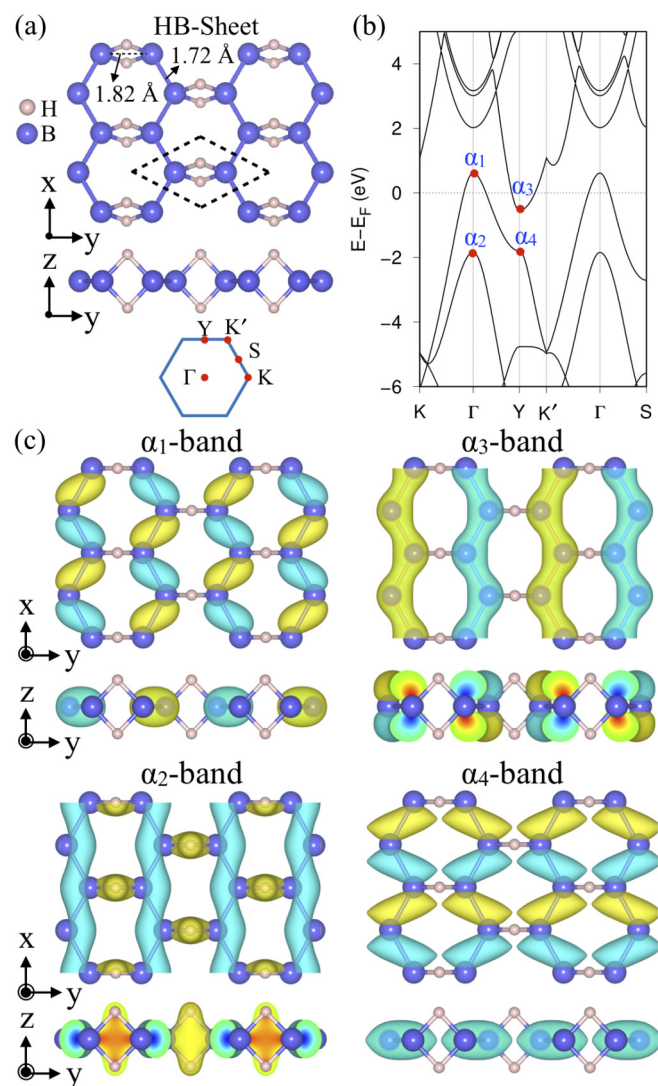 (a) HB-Sheet
1.72 Å
1.82 Å
H
B
x
y
z
y
Y K′
S
Γ K
(b)
E−E_F (eV)
4
2
0
−2
−4
−6
α₁
α₃
α₂
α₄
K Γ Y K′ Γ S
(c) α₁-band
α₃-band
x
y
z
y
α₂-band
α₄-band
x
y
z
y